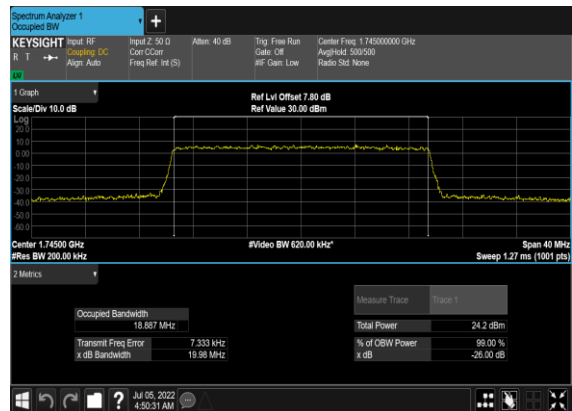 Spectrum Analyzer 1
Occupied BW
+
KEYSIGHT
R T
LW
Input: RF
Coupling: DC
Align: Auto
Input Z: 50 Ω
Corr CCorr
Freq Ref: Int (S)
Atten: 40 dB
Trig: Free Run
Gate: Off
#IF Gain: Low
Center Freq: 1.745000000 GHz
Avg|Hold: 500/500
Radio Std: None
1 Graph
Scale/Div 10.0 dB
Ref Lvl Offset 7.80 dB
Ref Value 30.00 dBm
Log
20.0
10.0
0.00
-10.0
-20.0
-30.0
-40.0
-50.0
-60.0
Center 1.74500 GHz
#Res BW 200.00 kHz
#Video BW 620.00 kHz*
Span 40 MHz
Sweep 1.27 ms (1001 pts)
2 Metrics
Measure Trace Trace 1
Occupied Bandwidth
18.887 MHz
Total Power 24.2 dBm
Transmit Freq Error 7.333 kHz
% of OBW Power 99.00 %
x dB Bandwidth 19.98 MHz
x dB -26.00 dB
?
Jul 05, 2022
4:50:31 AM